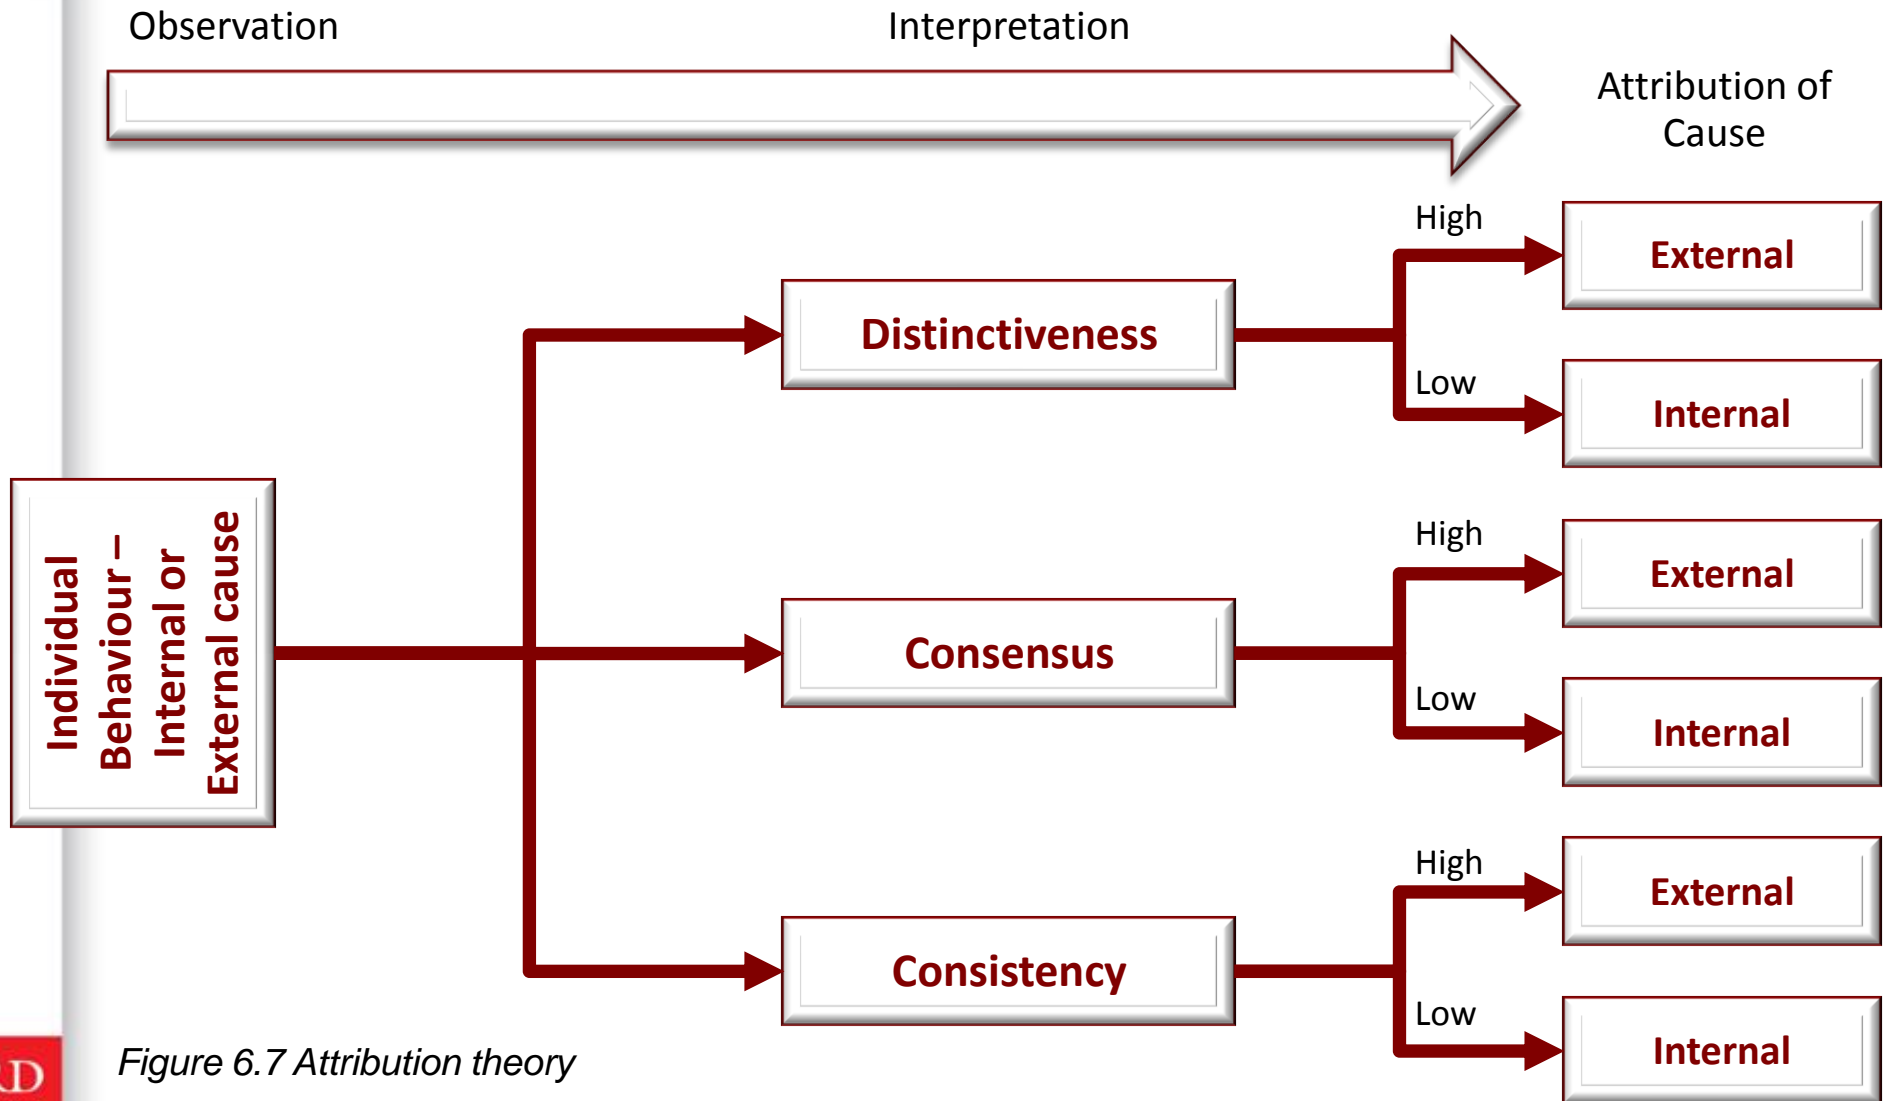 Observation
Interpretation
Attribution of
Cause
High
External
Distinctiveness
Low
Internal
Individual
Behaviour –
Internal or
External cause
High
External
Consensus
Low
Internal
High
External
Consistency
Low
Internal
Figure 6.7 Attribution theory